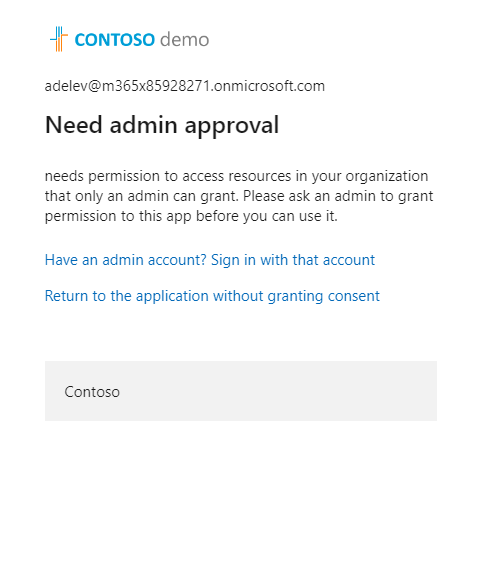 CONTOSO demo
adelev@m365x85928271.onmicrosoft.com
Need admin approval
needs permission to access resources in your organization
that only an admin can grant. Please ask an admin to grant
permission to this app before you can use it.
Have an admin account? Sign in with that account
Return to the application without granting consent
Contoso